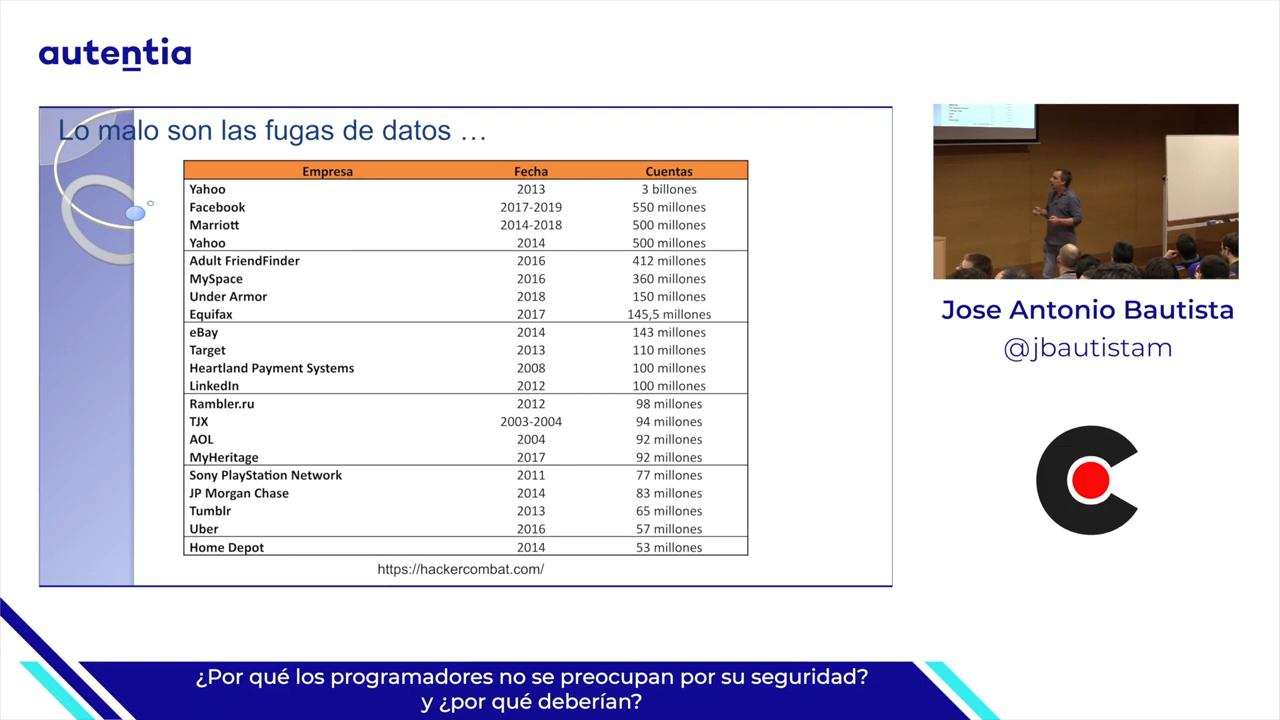 autentia
Lo malo son las fugas de datos …
Empresa Fecha Cuentas
Yahoo 2013 3 billones
Facebook 2017-2019 550 millones
Marriott 2014-2018 500 millones
Yahoo 2014 500 millones
Adult FriendFinder 2016 412 millones
MySpace 2016 360 millones
Under Armor 2018 150 millones
Equifax 2017 145,5 millones
eBay 2014 143 millones
Target 2013 110 millones
Heartland Payment Systems 2008 100 millones
LinkedIn 2012 100 millones
Rambler.ru 2012 98 millones
TJX 2003-2004 94 millones
AOL 2004 92 millones
MyHeritage 2017 92 millones
Sony PlayStation Network 2011 77 millones
JP Morgan Chase 2014 83 millones
Tumblr 2013 65 millones
Uber 2016 57 millones
Home Depot 2014 53 millones
https://hackercombat.com/
Jose Antonio Bautista
@jbautistam
¿Por qué los programadores no se preocupan por su seguridad?
y ¿por qué deberían?